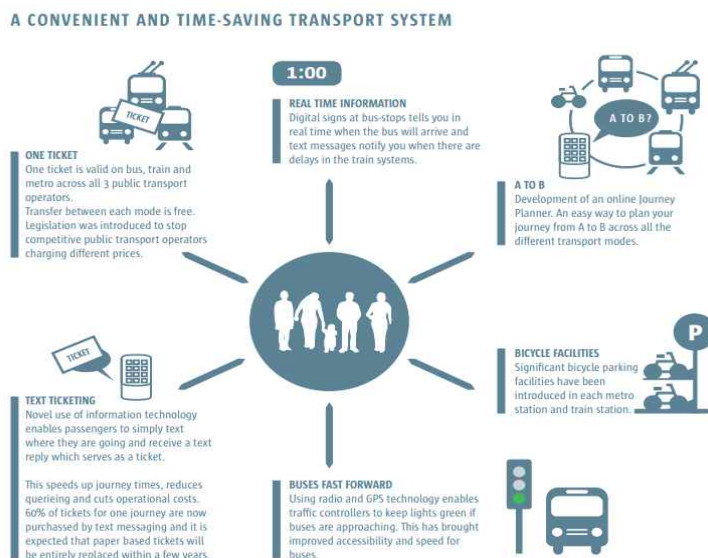 A CONVENIENT AND TIME-SAVING TRANSPORT SYSTEM
TICKET
ONE TICKET
One ticket is valid on bus, train and
metro across all 3 public transport
operators.
Transfer between each mode is free.
Legislation was introduced to stop
competitive public transport operators
charging different prices.
1:00
REAL TIME INFORMATION
Digital signs at bus-stops tells you in
real time when the bus will arrive and
text messages notify you when there are
delays in the train systems.
A TO B?
A TO B
Development of an online Journey
Planner. An easy way to plan your
journey from A to B across all the
different transport modes.
TICKET
TEXT TICKETING
Novel use of information technology
enables passengers to simply text
where they are going and receive a text
reply which serves as a ticket.
This speeds up journey times, reduces
querieing and cuts operational costs.
60% of tickets for one journey are now
purchassed by text messaging and it is
expected that paper based tickets will
be entirely replaced within a few years.
BUSES FAST FORWARD
Using radio and GPS technology enables
traffic controllers to keep lights green if
buses are approaching. This has brought
improved accessibility and speed for
buses.
P
BICYCLE FACILITIES
Significant bicycle parking
facilities have been
introduced in each metro
station and train station.